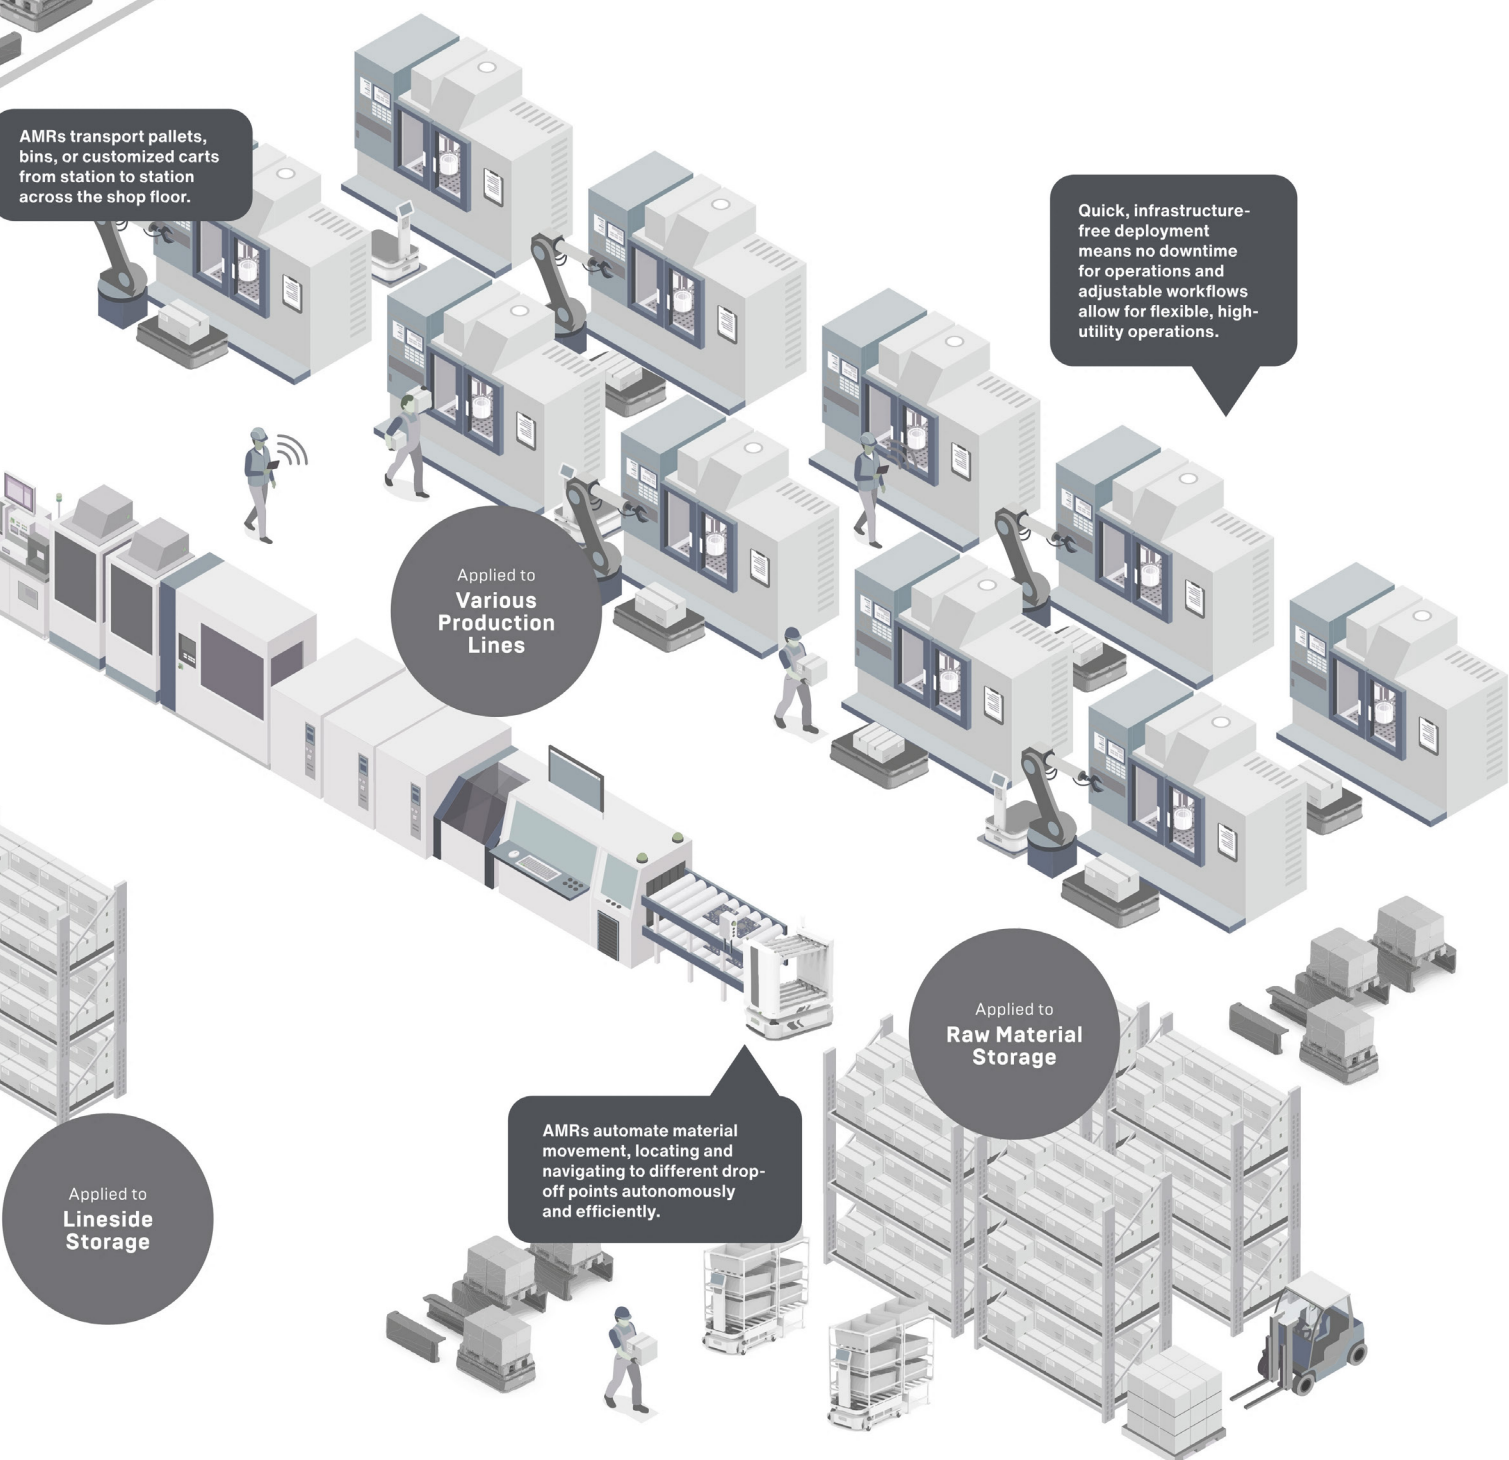 AMRs transport pallets,
bins, or customized carts
from station to station
across the shop floor.
Quick, infrastructure-
free deployment
means no downtime
for operations and
adjustable workflows
allow for flexible, high-
utility operations.
Applied to
Various
Production
Lines
Applied to
Raw Material
Storage
AMRs automate material
movement, locating and
navigating to different drop-
off points autonomously
and efficiently.
Applied to
Lineside
Storage